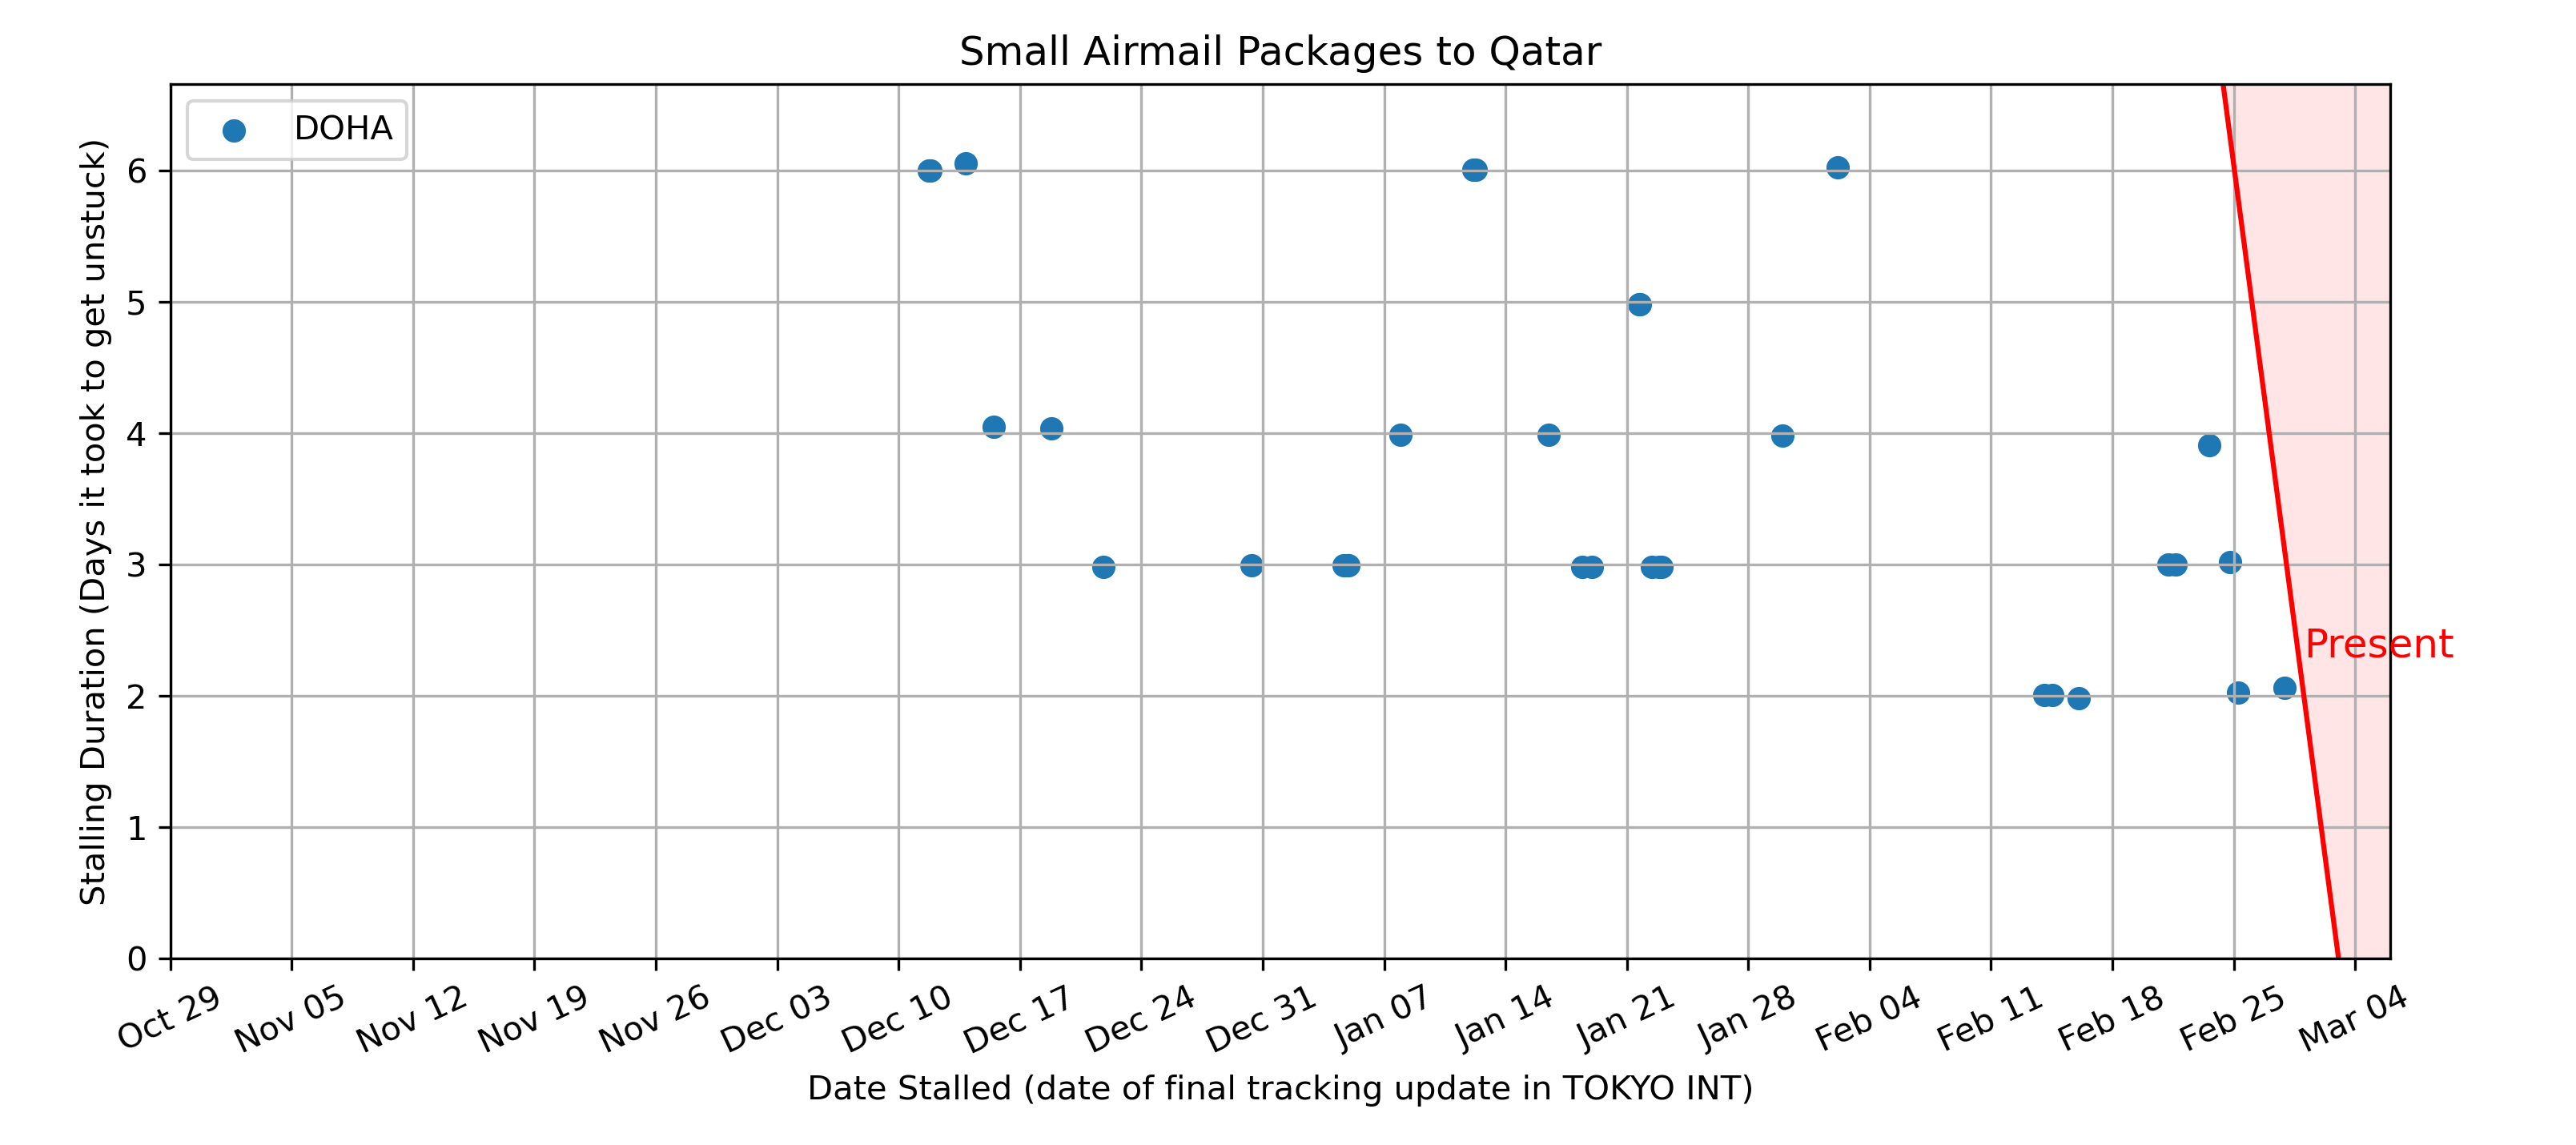 Small Airmail Packages to Qatar
DOHA
Stalling Duration (Days it took to get unstuck)
6
5
4
3
2
1
0
Present
Oct 29
Nov 05
Nov 12
Nov 19
Nov 26
Dec 03
Dec 10
Dec 17
Dec 24
Dec 31
Jan 07
Jan 14
Jan 21
Jan 28
Feb 04
Feb 11
Feb 18
Feb 25
Mar 04
Date Stalled (date of final tracking update in TOKYO INT)